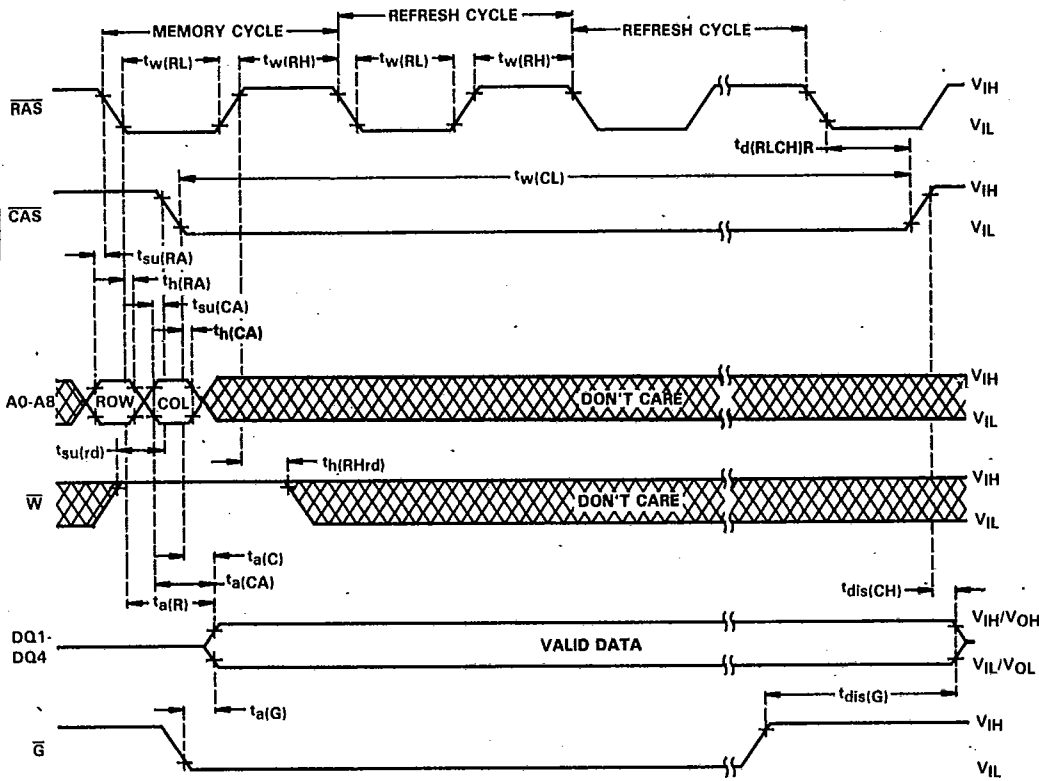 REFRESH CYCLE
MEMORY CYCLE
REFRESH CYCLE
tw(RL)
tw(RH)
tw(RL)
tw(RH)
RAS
VIH
VIL
td(RLCH)R
tw(CL)
CAS
VIH
VIL
tsu(RA)
th(RA)
tsu(CA)
th(CA)
A0-A8
ROW
COL
DON'T CARE
VIH
VIL
tsu(rd)
th(RHrd)
W
DON'T CARE
VIH
VIL
ta(C)
ta(CA)
ta(R)
tdis(CH)
DQ1-
DQ4
VALID DATA
VIH/VOH
VIL/VOL
ta(G)
tdis(G)
G
VIH
VIL